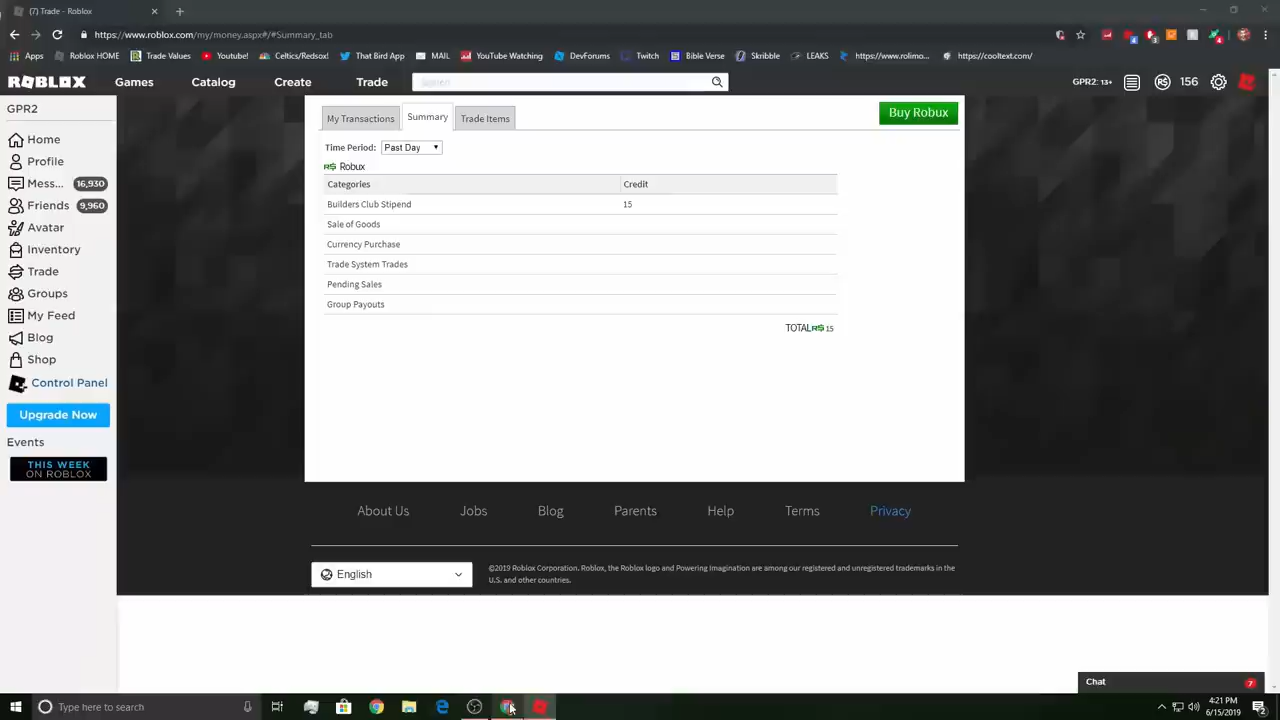 (7) Trade - Roblox
https://www.roblox.com/my/money.aspx#/#Summary_tab
Apps Roblox HOME Trade Values Youtube! Celtics/Redsox! That Bird App MAIL YouTube Watching DevForums Twitch Bible Verse Skribble LEAKS https://www.rolimo... https://cooltext.com/
ROBLOX Games Catalog Create Trade Search GPR2: 13+ 156
GPR2
Home
Profile
Mess... 16,930
Friends 9,960
Avatar
Inventory
Trade
Groups
My Feed
Blog
Shop
Control Panel
Upgrade Now
Events
THIS WEEK
ON ROBLOX
My Transactions Summary Trade Items Buy Robux
Time Period: Past Day
R$ Robux
Categories Credit
Builders Club Stipend 15
Sale of Goods
Currency Purchase
Trade System Trades
Pending Sales
Group Payouts
TOTAL R$ 15
About Us Jobs Blog Parents Help Terms Privacy
English
©2019 Roblox Corporation. Roblox, the Roblox logo and Powering Imagination are among our registered and unregistered trademarks in the
U.S. and other countries.
Chat 7
Type here to search
4:21 PM
6/15/2019